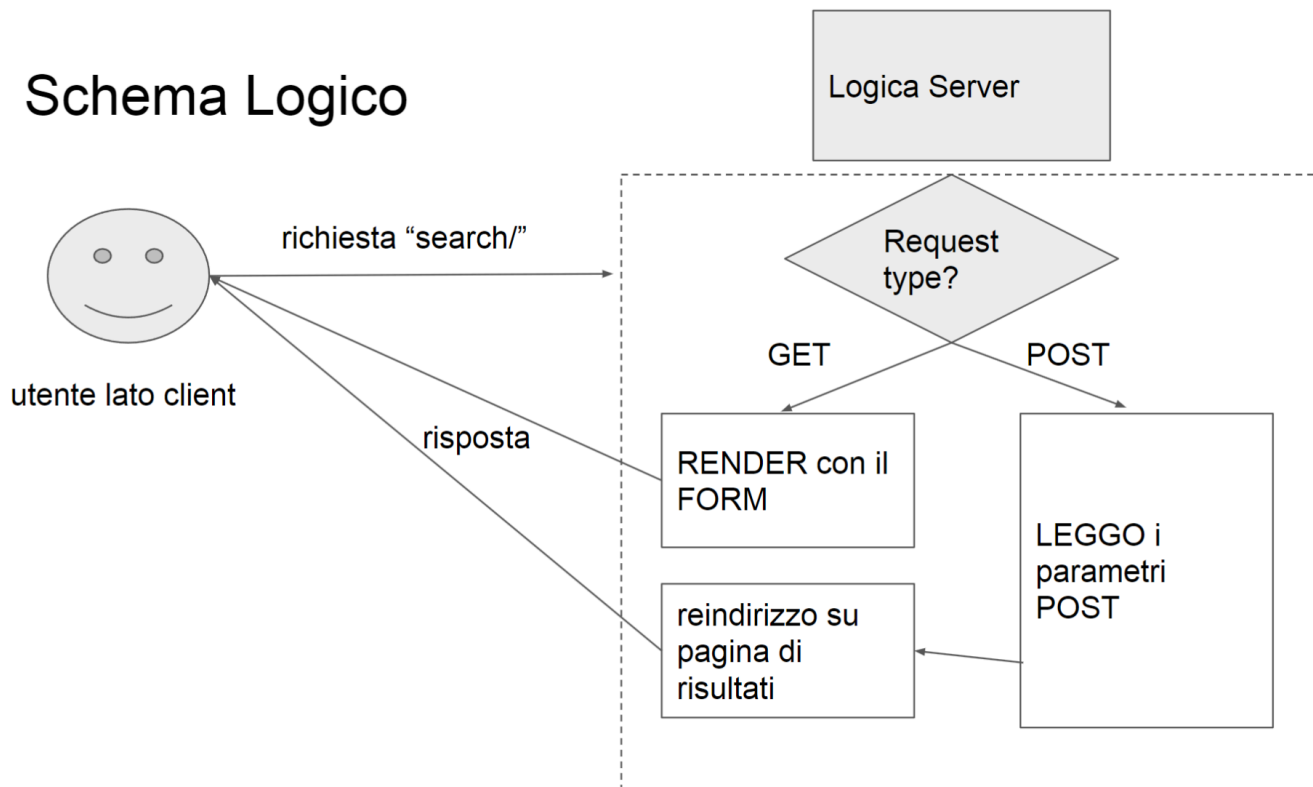 Schema Logico
Logica Server
richiesta “search/”
Request
type?
utente lato client
GET
POST
risposta
RENDER con il
FORM
LEGGO i
parametri
POST
reindirizzo su
pagina di
risultati